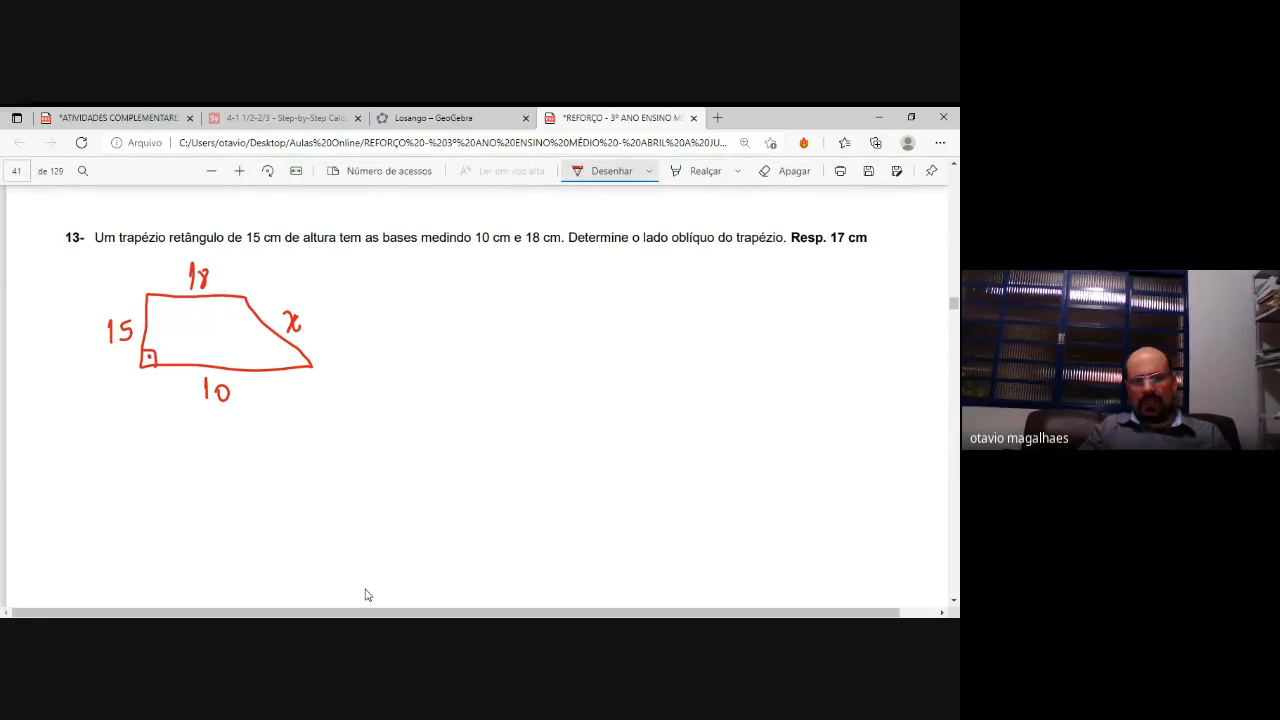 *ATIVIDADES COMPLEMENTARE
4-1 1/2-2/3 - Step-by-Step Calcu
Losango – GeoGebra
*REFORÇO - 3º ANO ENSINO MÉ
Arquivo
C:/Users/otavio/Desktop/Aulas%20Online/REFORÇO%20-%203º%20ANO%20ENSINO%20MÉDIO%20-%20ABRIL%20A%20JU...
41
de 129
Número de acessos
Ler em voz alta
Desenhar
Realçar
Apagar
13- Um trapézio retângulo de 15 cm de altura tem as bases medindo 10 cm e 18 cm. Determine o lado oblíquo do trapézio. Resp. 17 cm
18
15
x
10
otavio magalhaes